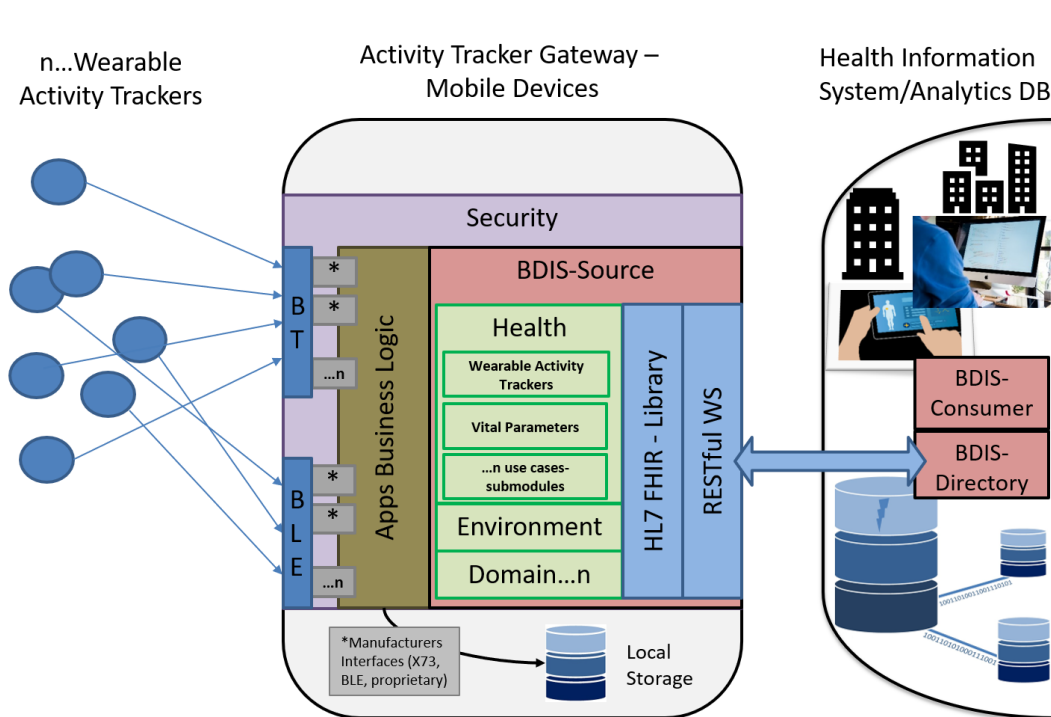 n...Wearable
Activity Trackers
Activity Tracker Gateway –
Mobile Devices
Health Information
System/Analytics DB
Security
B
T
*
*
...n
B
L
E
*
*
...n
Apps Business Logic
BDIS-Source
Health
Wearable Activity
Trackers
Vital Parameters
...n use cases-
submodules
Environment
Domain...n
HL7 FHIR - Library
RESTful WS
*Manufacturers
Interfaces (X73,
BLE, proprietary)
Local
Storage
BDIS-
Consumer
BDIS-
Directory
10011010011001110101
100110101000111001